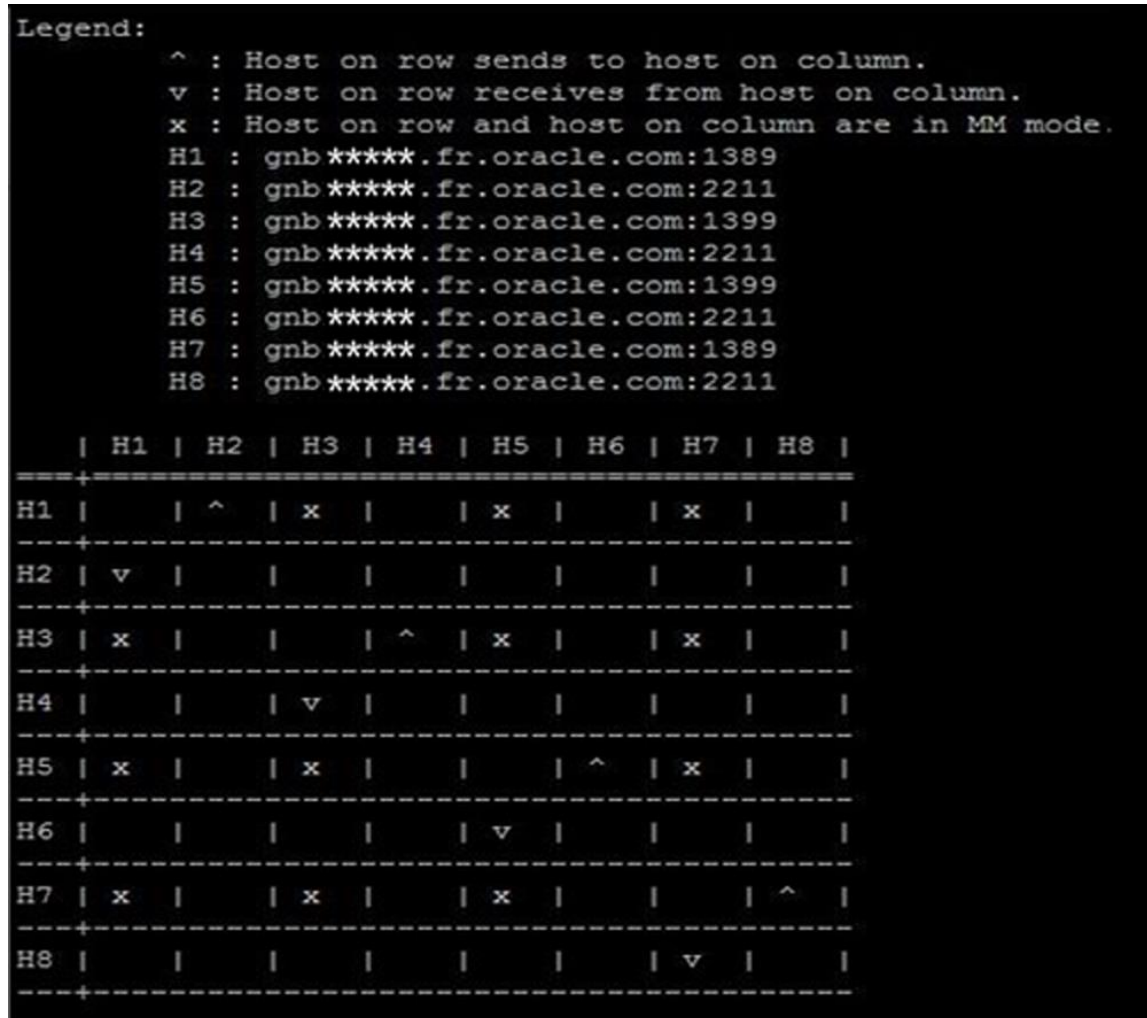 Legend:
^ : Host on row sends to host on column.
v : Host on row receives from host on column.
x : Host on row and host on column are in MM mode.
H1 : gnb*****.fr.oracle.com:1389
H2 : gnb*****.fr.oracle.com:2211
H3 : gnb*****.fr.oracle.com:1399
H4 : gnb*****.fr.oracle.com:2211
H5 : gnb*****.fr.oracle.com:1399
H6 : gnb*****.fr.oracle.com:2211
H7 : gnb*****.fr.oracle.com:1389
H8 : gnb*****.fr.oracle.com:2211
   | H1 | H2 | H3 | H4 | H5 | H6 | H7 | H8 |
===+========================================
H1 |    | ^  | x  |    | x  |    | x  |    |
---+----------------------------------------
H2 | v  |    |    |    |    |    |    |    |
---+----------------------------------------
H3 | x  |    |    | ^  | x  |    | x  |    |
---+----------------------------------------
H4 |    |    | v  |    |    |    |    |    |
---+----------------------------------------
H5 | x  |    | x  |    |    | ^  | x  |    |
---+----------------------------------------
H6 |    |    |    |    | v  |    |    |    |
---+----------------------------------------
H7 | x  |    | x  |    | x  |    |    | ^  |
---+----------------------------------------
H8 |    |    |    |    |    |    | v  |    |
---+----------------------------------------